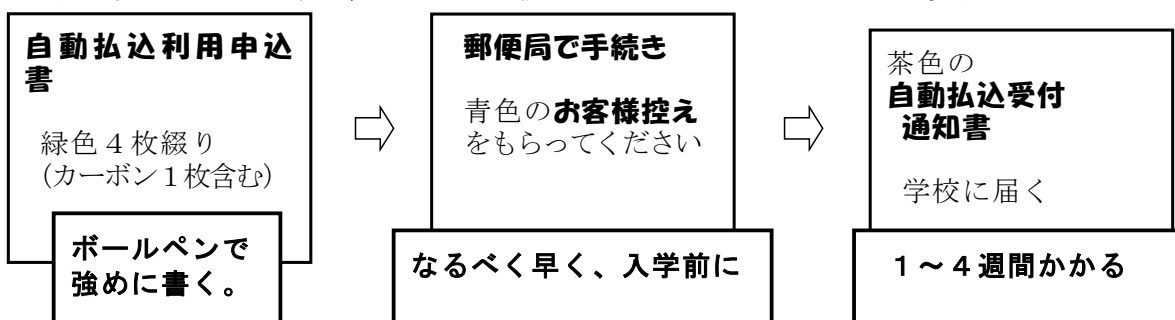 自動払込利用申込
書
緑色４枚綴り
（カーボン１枚含む）
ボールペンで
強めに書く。
郵便局で手続き
青色のお客様控え
をもらってください
なるべく早く、入学前に
茶色の
自動払込受付
通知書
学校に届く
１～４週間かかる